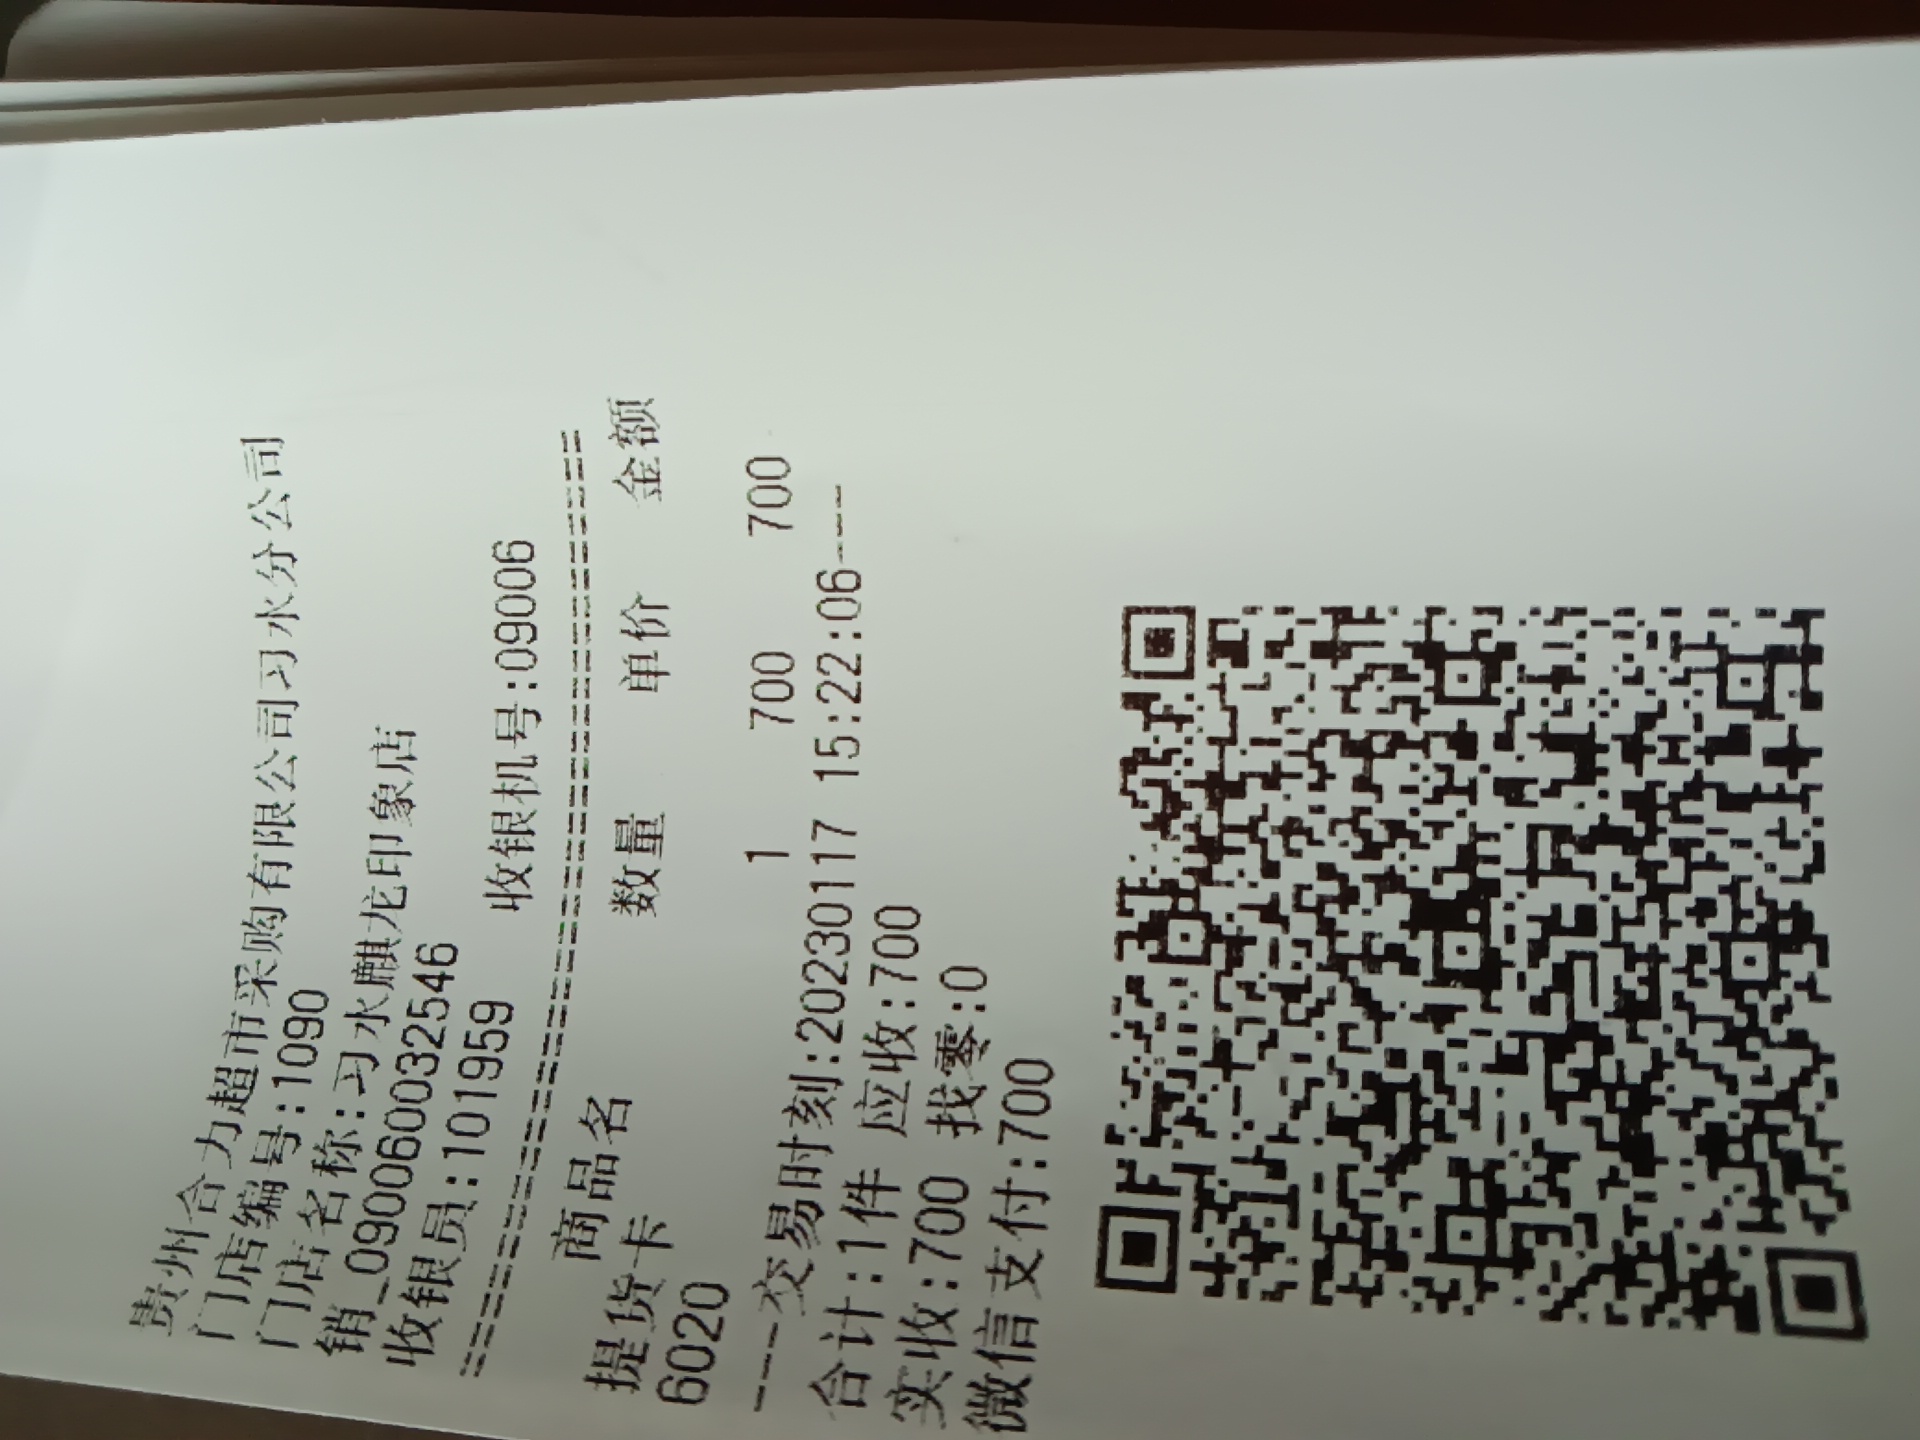 贵州合力超市采购有限公司习水分公司
门店编号:1090
门店名称:习水麒龙印象店
销_09006000032546
收银员:101959 收银机号:09006
================================================
商品名 数量 单价 金额
提货卡
6020 1 700 700
----交易时刻:20230117 15:22:06----
合计:1件 应收:700
实收:700 找零:0
微信支付:700